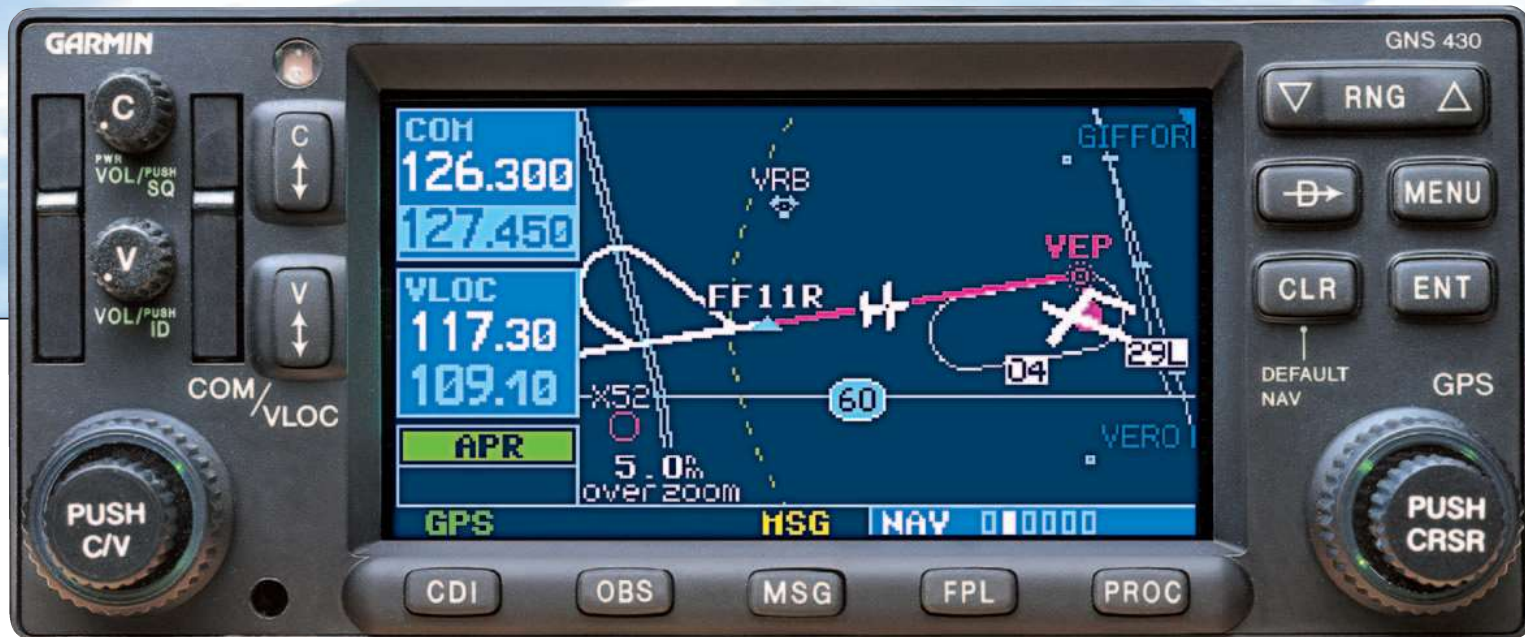 GARMIN
GNS 430
C
PWR
VOL/PUSH
SQ
C
V
VOL/PUSH
ID
V
COM/VLOC
PUSH
C/V
COM
126.300
127.450
VLOC
117.30
109.10
APR
GPS
GIFFOR
VRB
VEP
FF11R
29L
04
60
X52
VERO
5.0nm
overzoom
MSG
NAV
RNG
D
MENU
CLR
ENT
DEFAULT
NAV
GPS
PUSH
CRSR
CDI
OBS
MSG
FPL
PROC